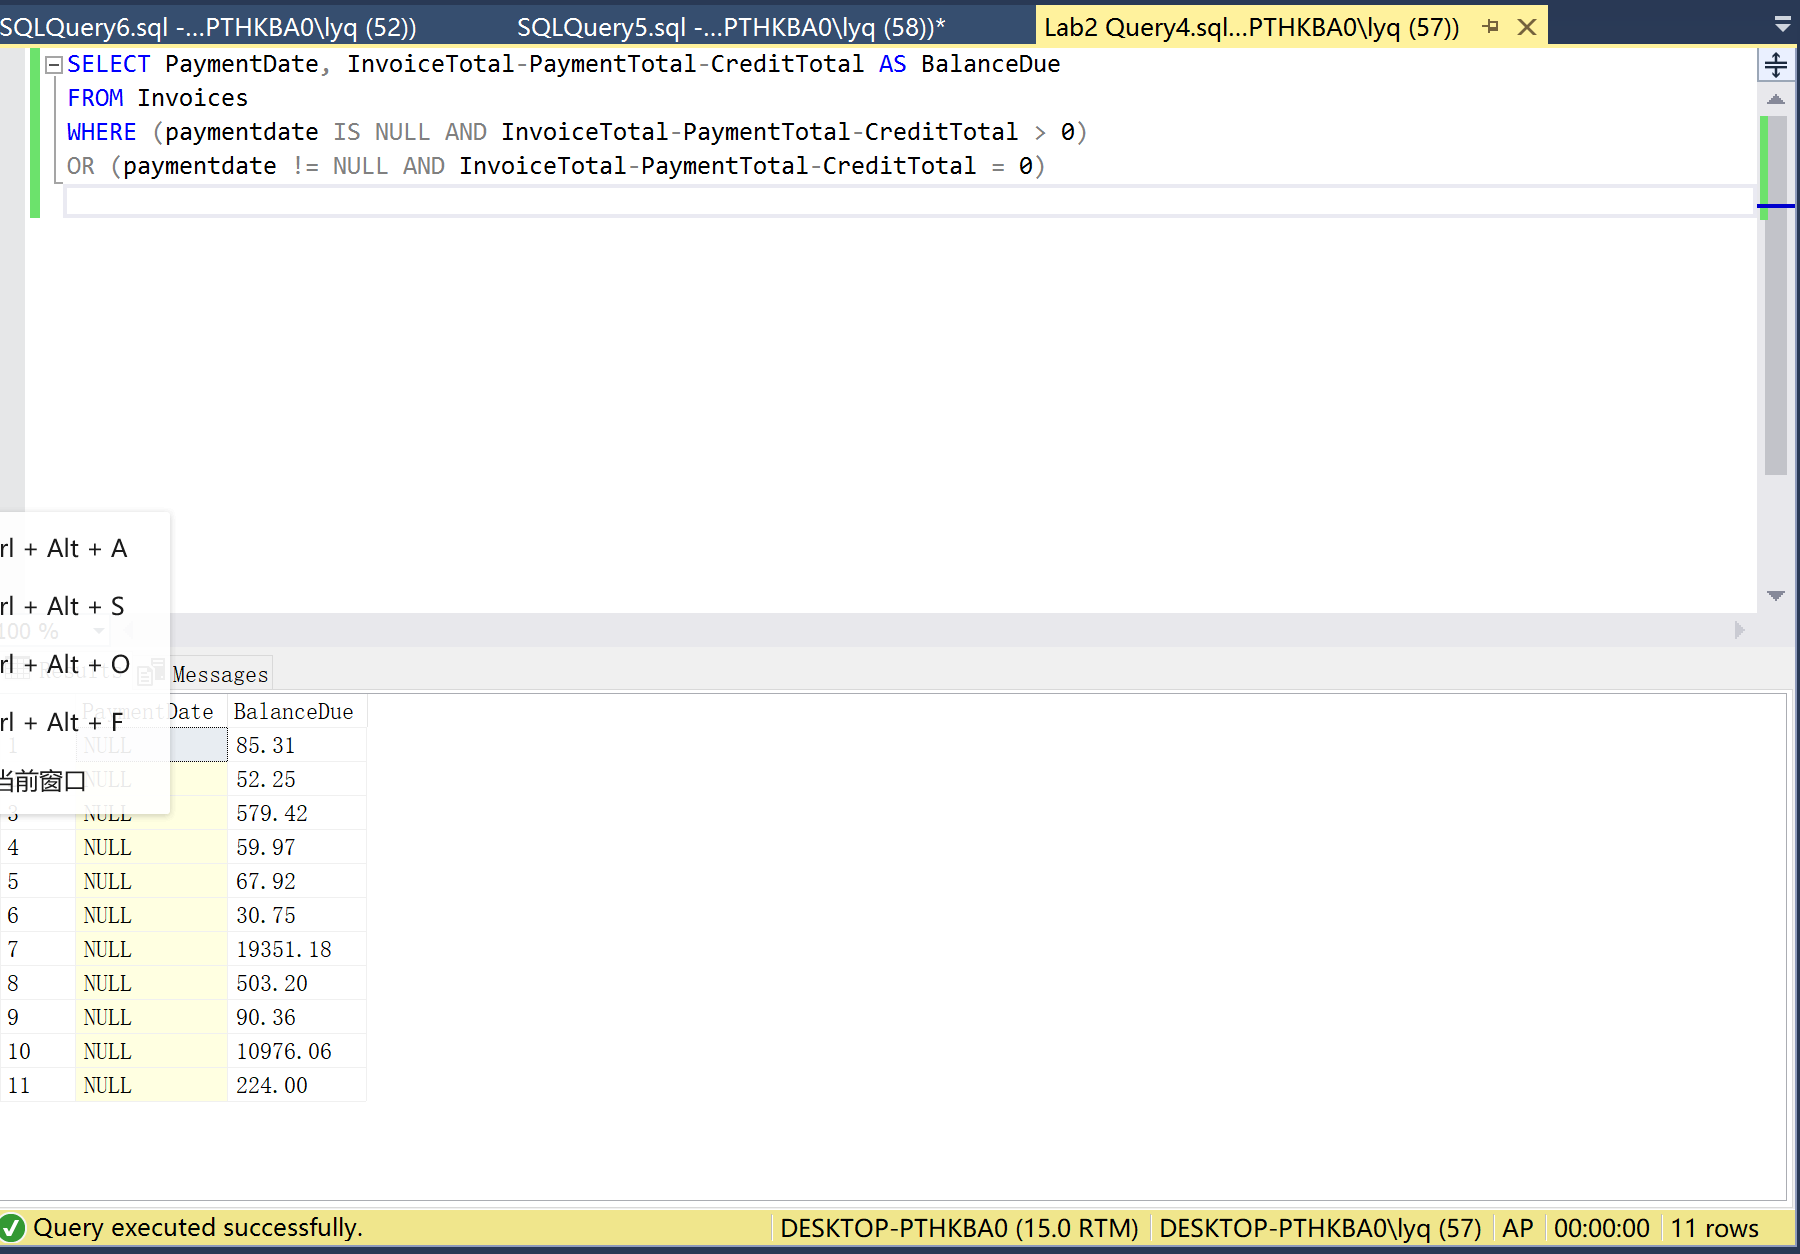 SQLQuery6.sql -...PTHKBA0\lyq (52))
SQLQuery5.sql -...PTHKBA0\lyq (58))*
Lab2 Query4.sql...PTHKBA0\lyq (57))
SELECT PaymentDate, InvoiceTotal-PaymentTotal-CreditTotal AS BalanceDue
FROM Invoices
WHERE (paymentdate IS NULL AND InvoiceTotal-PaymentTotal-CreditTotal > 0)
OR (paymentdate != NULL AND InvoiceTotal-PaymentTotal-CreditTotal = 0)
rl + Alt + A
rl + Alt + S
100 %
rl + Alt + O
Results
Messages
rl + Alt + F
当前窗口
PaymentDate BalanceDue
1 NULL 85.31
NULL 52.25
3 NULL 579.42
4 NULL 59.97
5 NULL 67.92
6 NULL 30.75
7 NULL 19351.18
8 NULL 503.20
9 NULL 90.36
10 NULL 10976.06
11 NULL 224.00
Query executed successfully.
DESKTOP-PTHKBA0 (15.0 RTM)
DESKTOP-PTHKBA0\lyq (57)
AP
00:00:00
11 rows